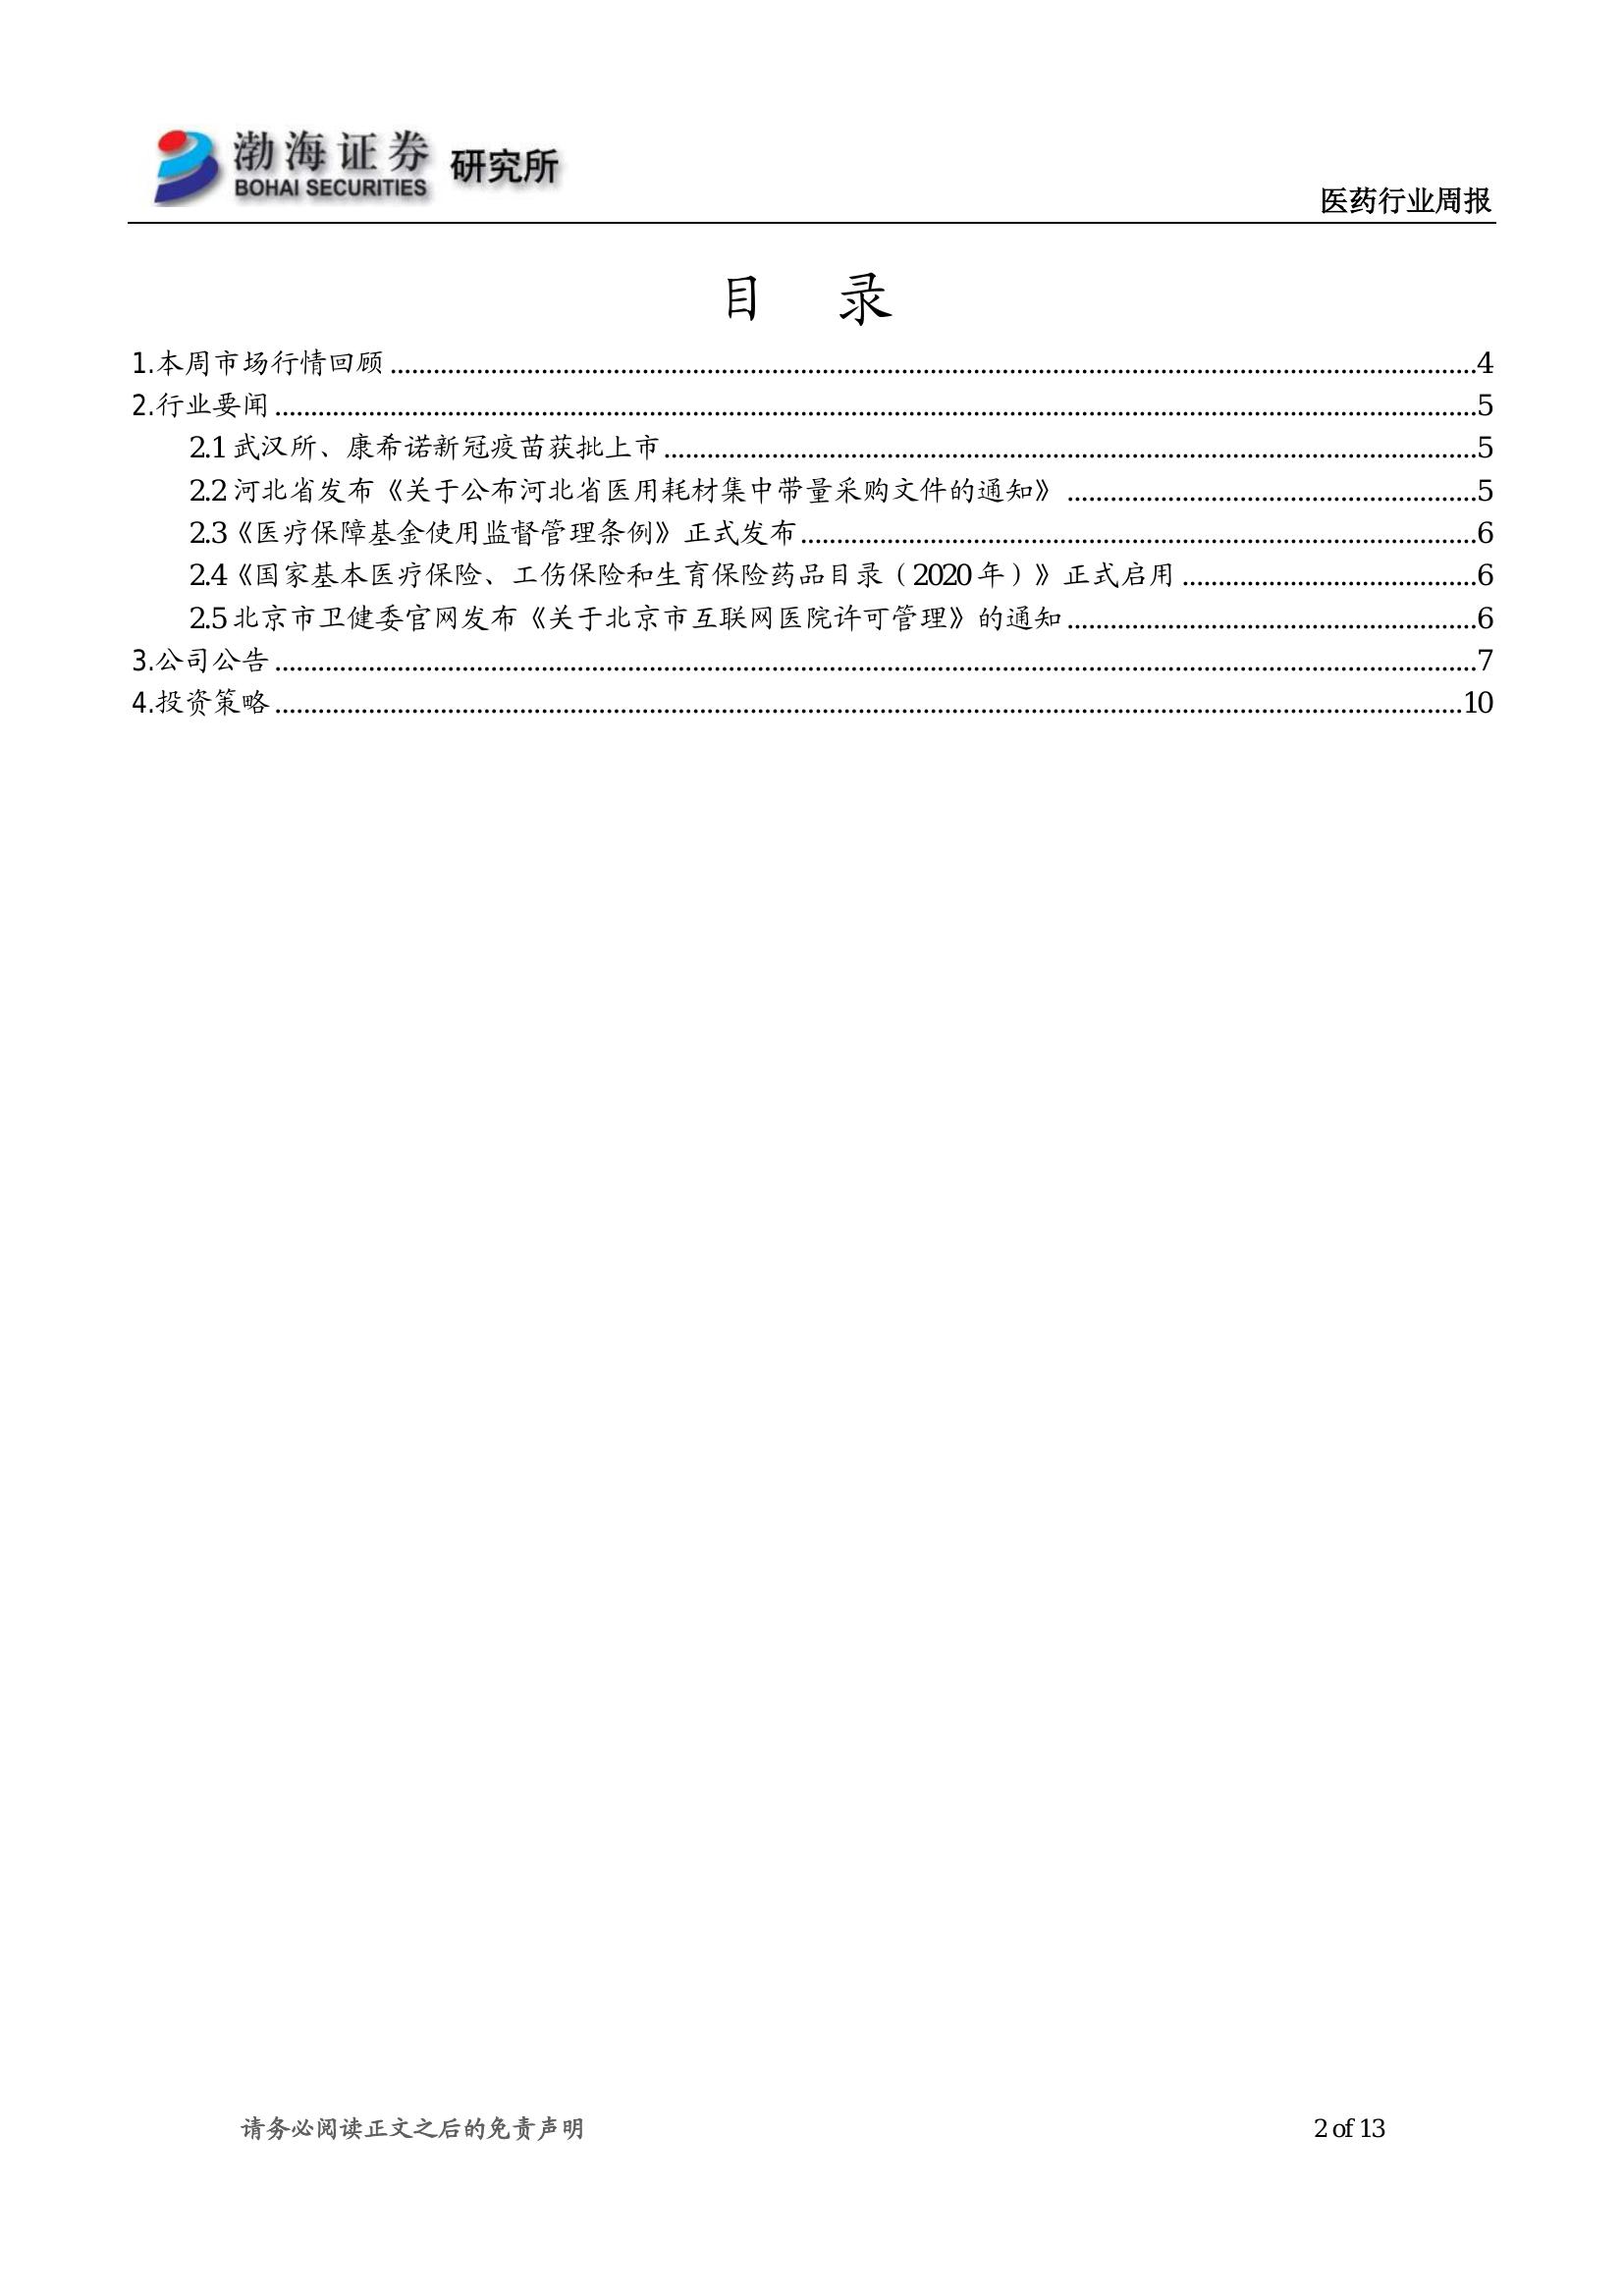 渤海证券 研究所
BOHAI SECURITIES
医药行业周报
目 录
1.本周市场行情回顾........................................4
2.行业要闻........................................5
2.1 武汉所、康希诺新冠疫苗获批上市........................................5
2.2 河北省发布《关于公布河北省医用耗材集中带量采购文件的通知》........................................5
2.3《医疗保障基金使用监督管理条例》正式发布........................................6
2.4《国家基本医疗保险、工伤保险和生育保险药品目录（2020 年）》正式启用........................................6
2.5 北京市卫健委官网发布《关于北京市互联网医院许可管理》的通知........................................6
3.公司公告........................................7
4.投资策略........................................10
请务必阅读正文之后的免责声明
2 of 13